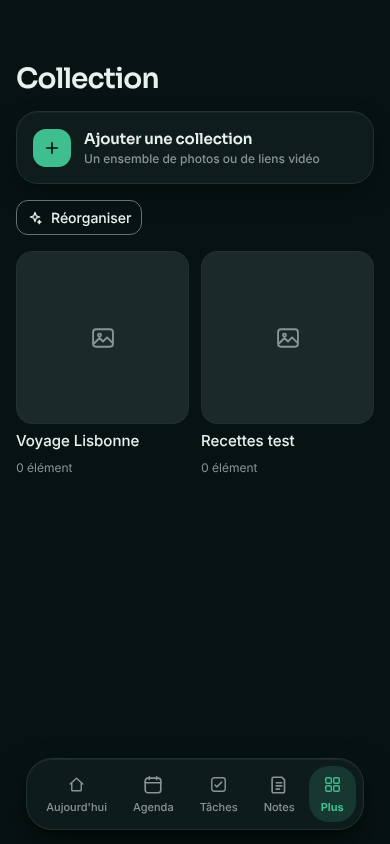 Collection
Ajouter une collection
Un ensemble de photos ou de liens vidéo
Réorganiser
Voyage Lisbonne
0 élément
Recettes test
0 élément
Aujourd'hui
Agenda
Tâches
Notes
Plus